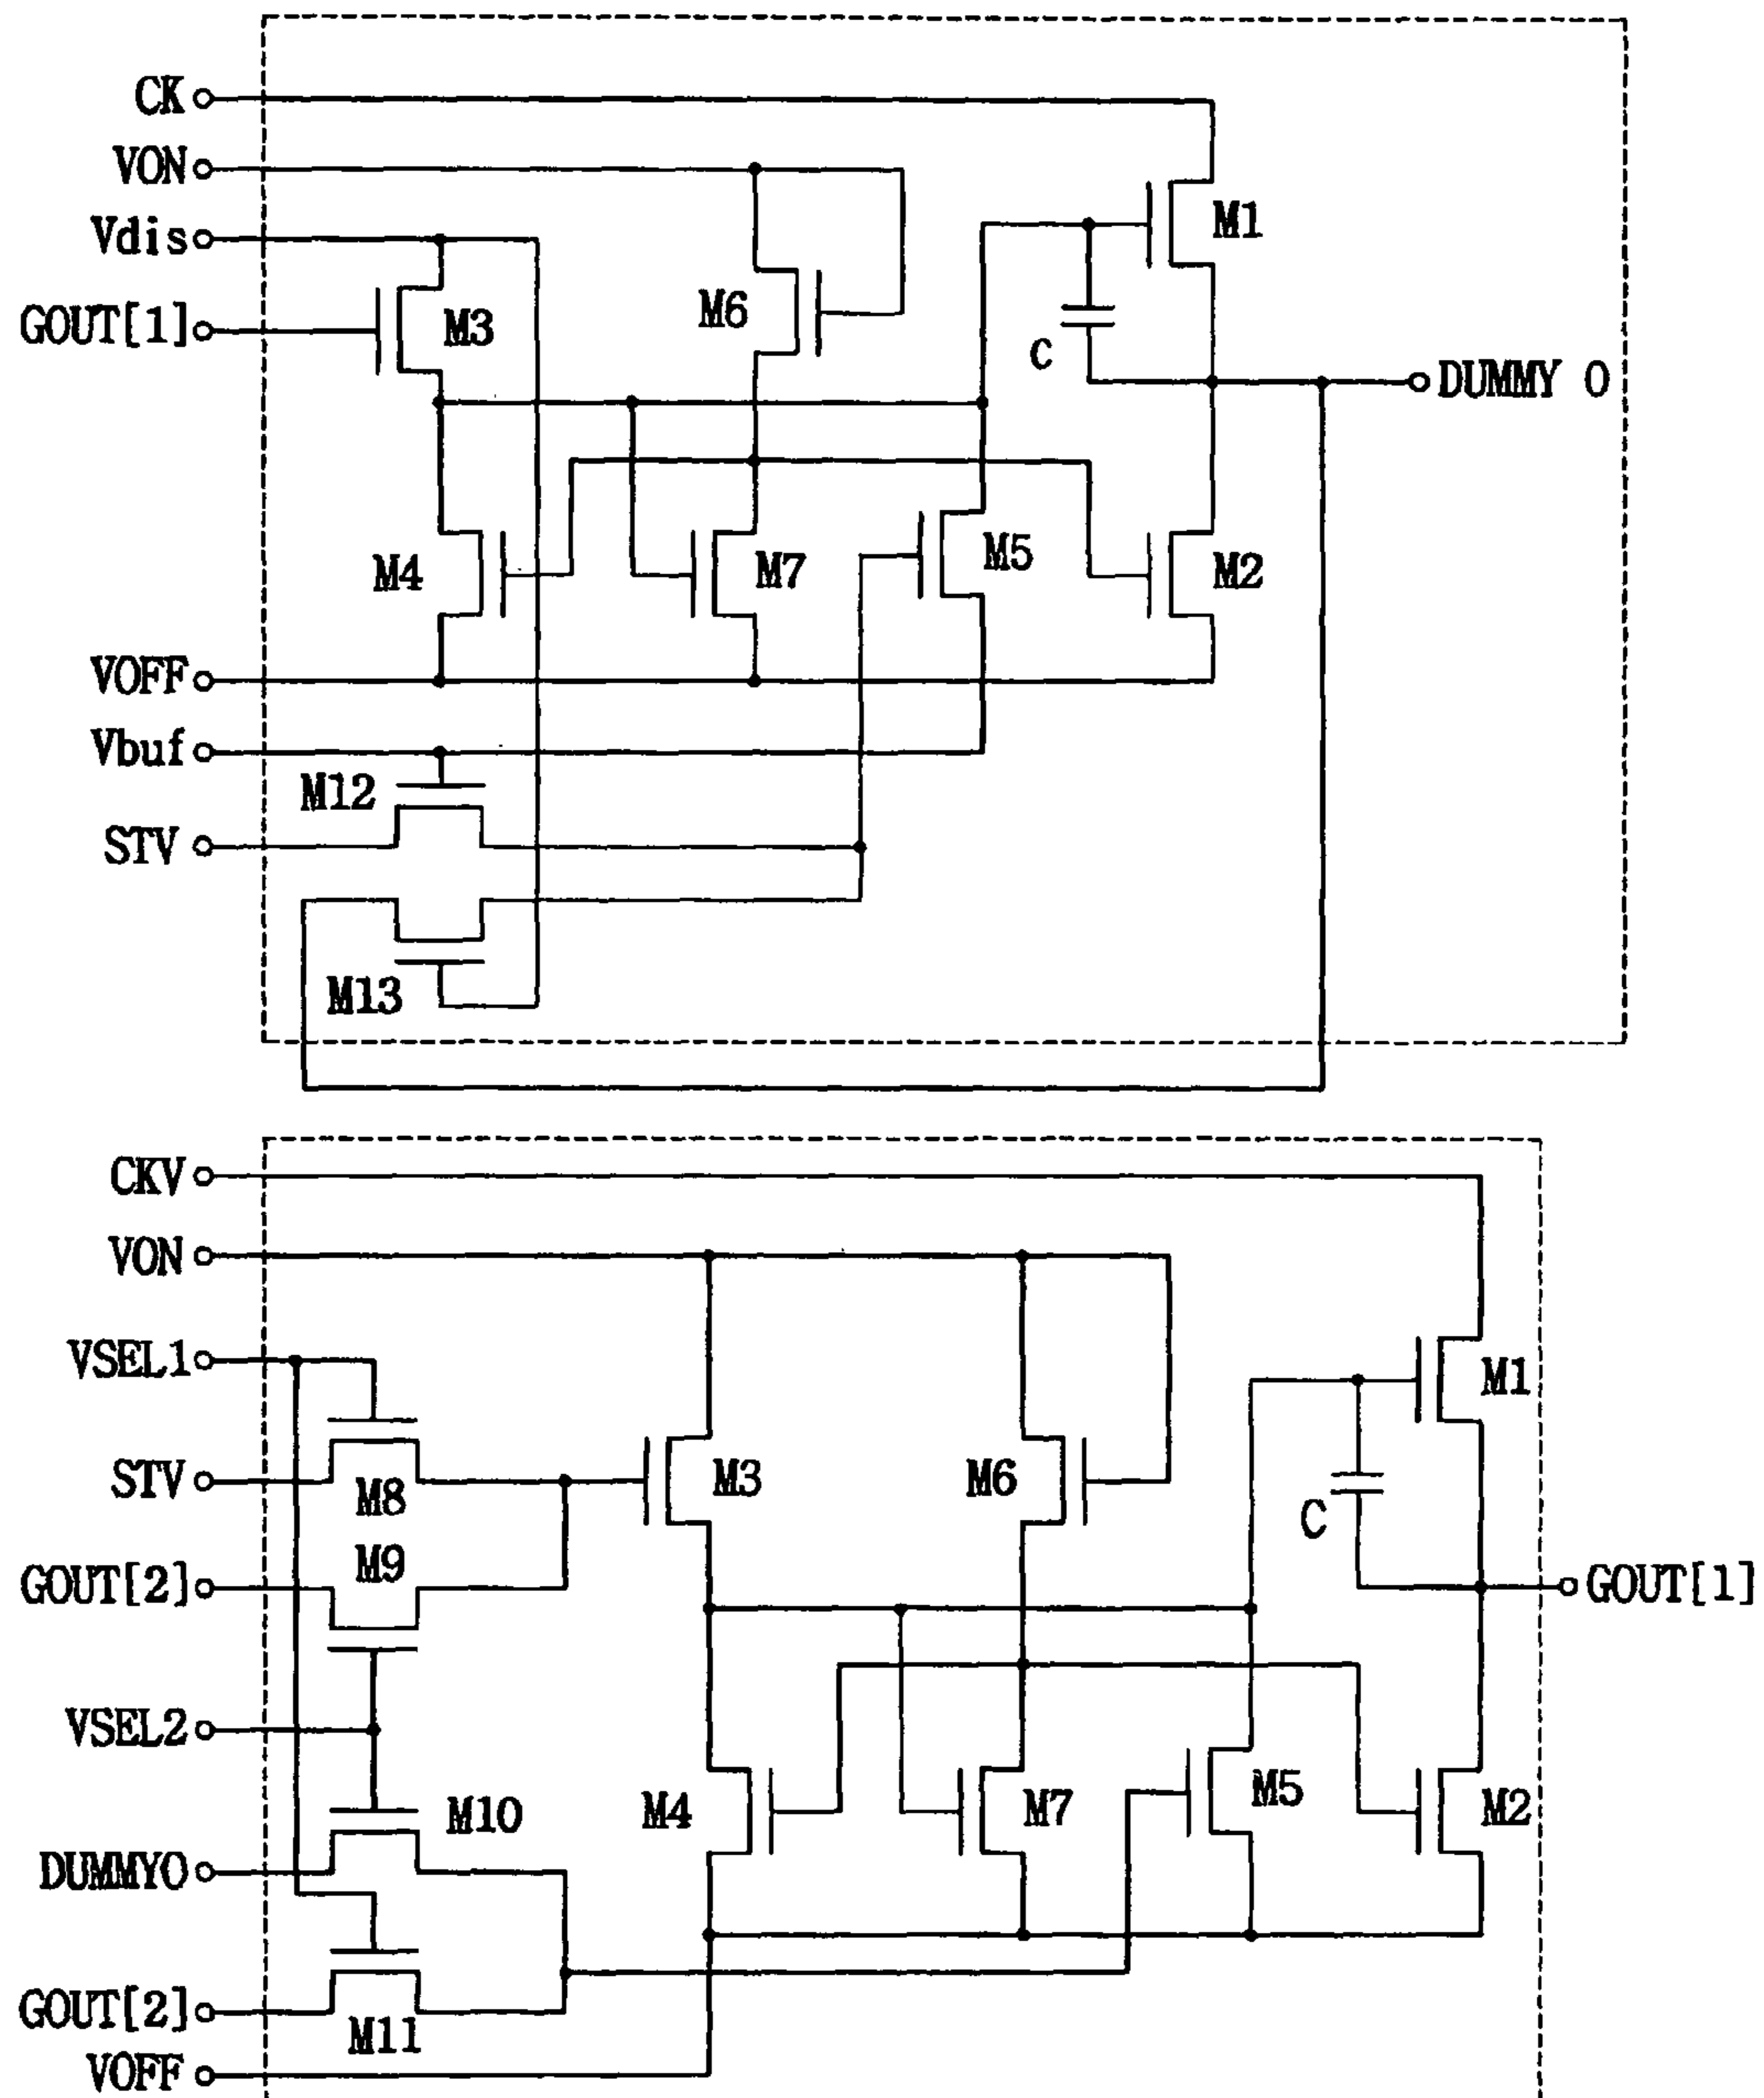 CK
VON
Vdis
GOUT[1]
M3
M6
M1
C
DUMMY 0
M4
M7
M5
M2
VOFF
Vbuf
M12
STV
M13
CKV
VON
VSEL1
STV
M8
M3
M6
M1
C
M9
GOUT[2]
GOUT[1]
VSEL2
M10
M4
M7
M5
M2
DUMMY0
GOUT[2]
M11
VOFF